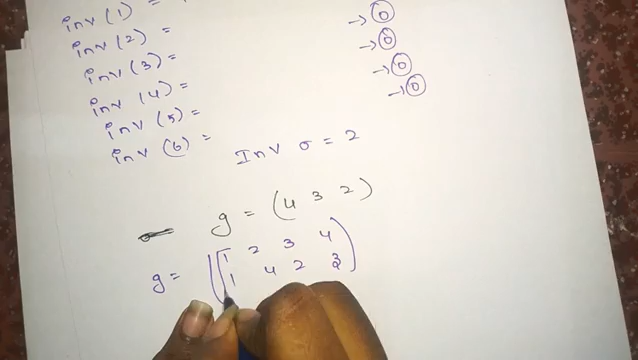 inv (1) =
inv (2) =
inv (3) = → 0
inv (4) = → 0
inv (5) = → 0
inv (6) = → 0
Inv σ = 2
g = (4 3 2)
g = ( 1 2 3 4
1 4 2 3 )